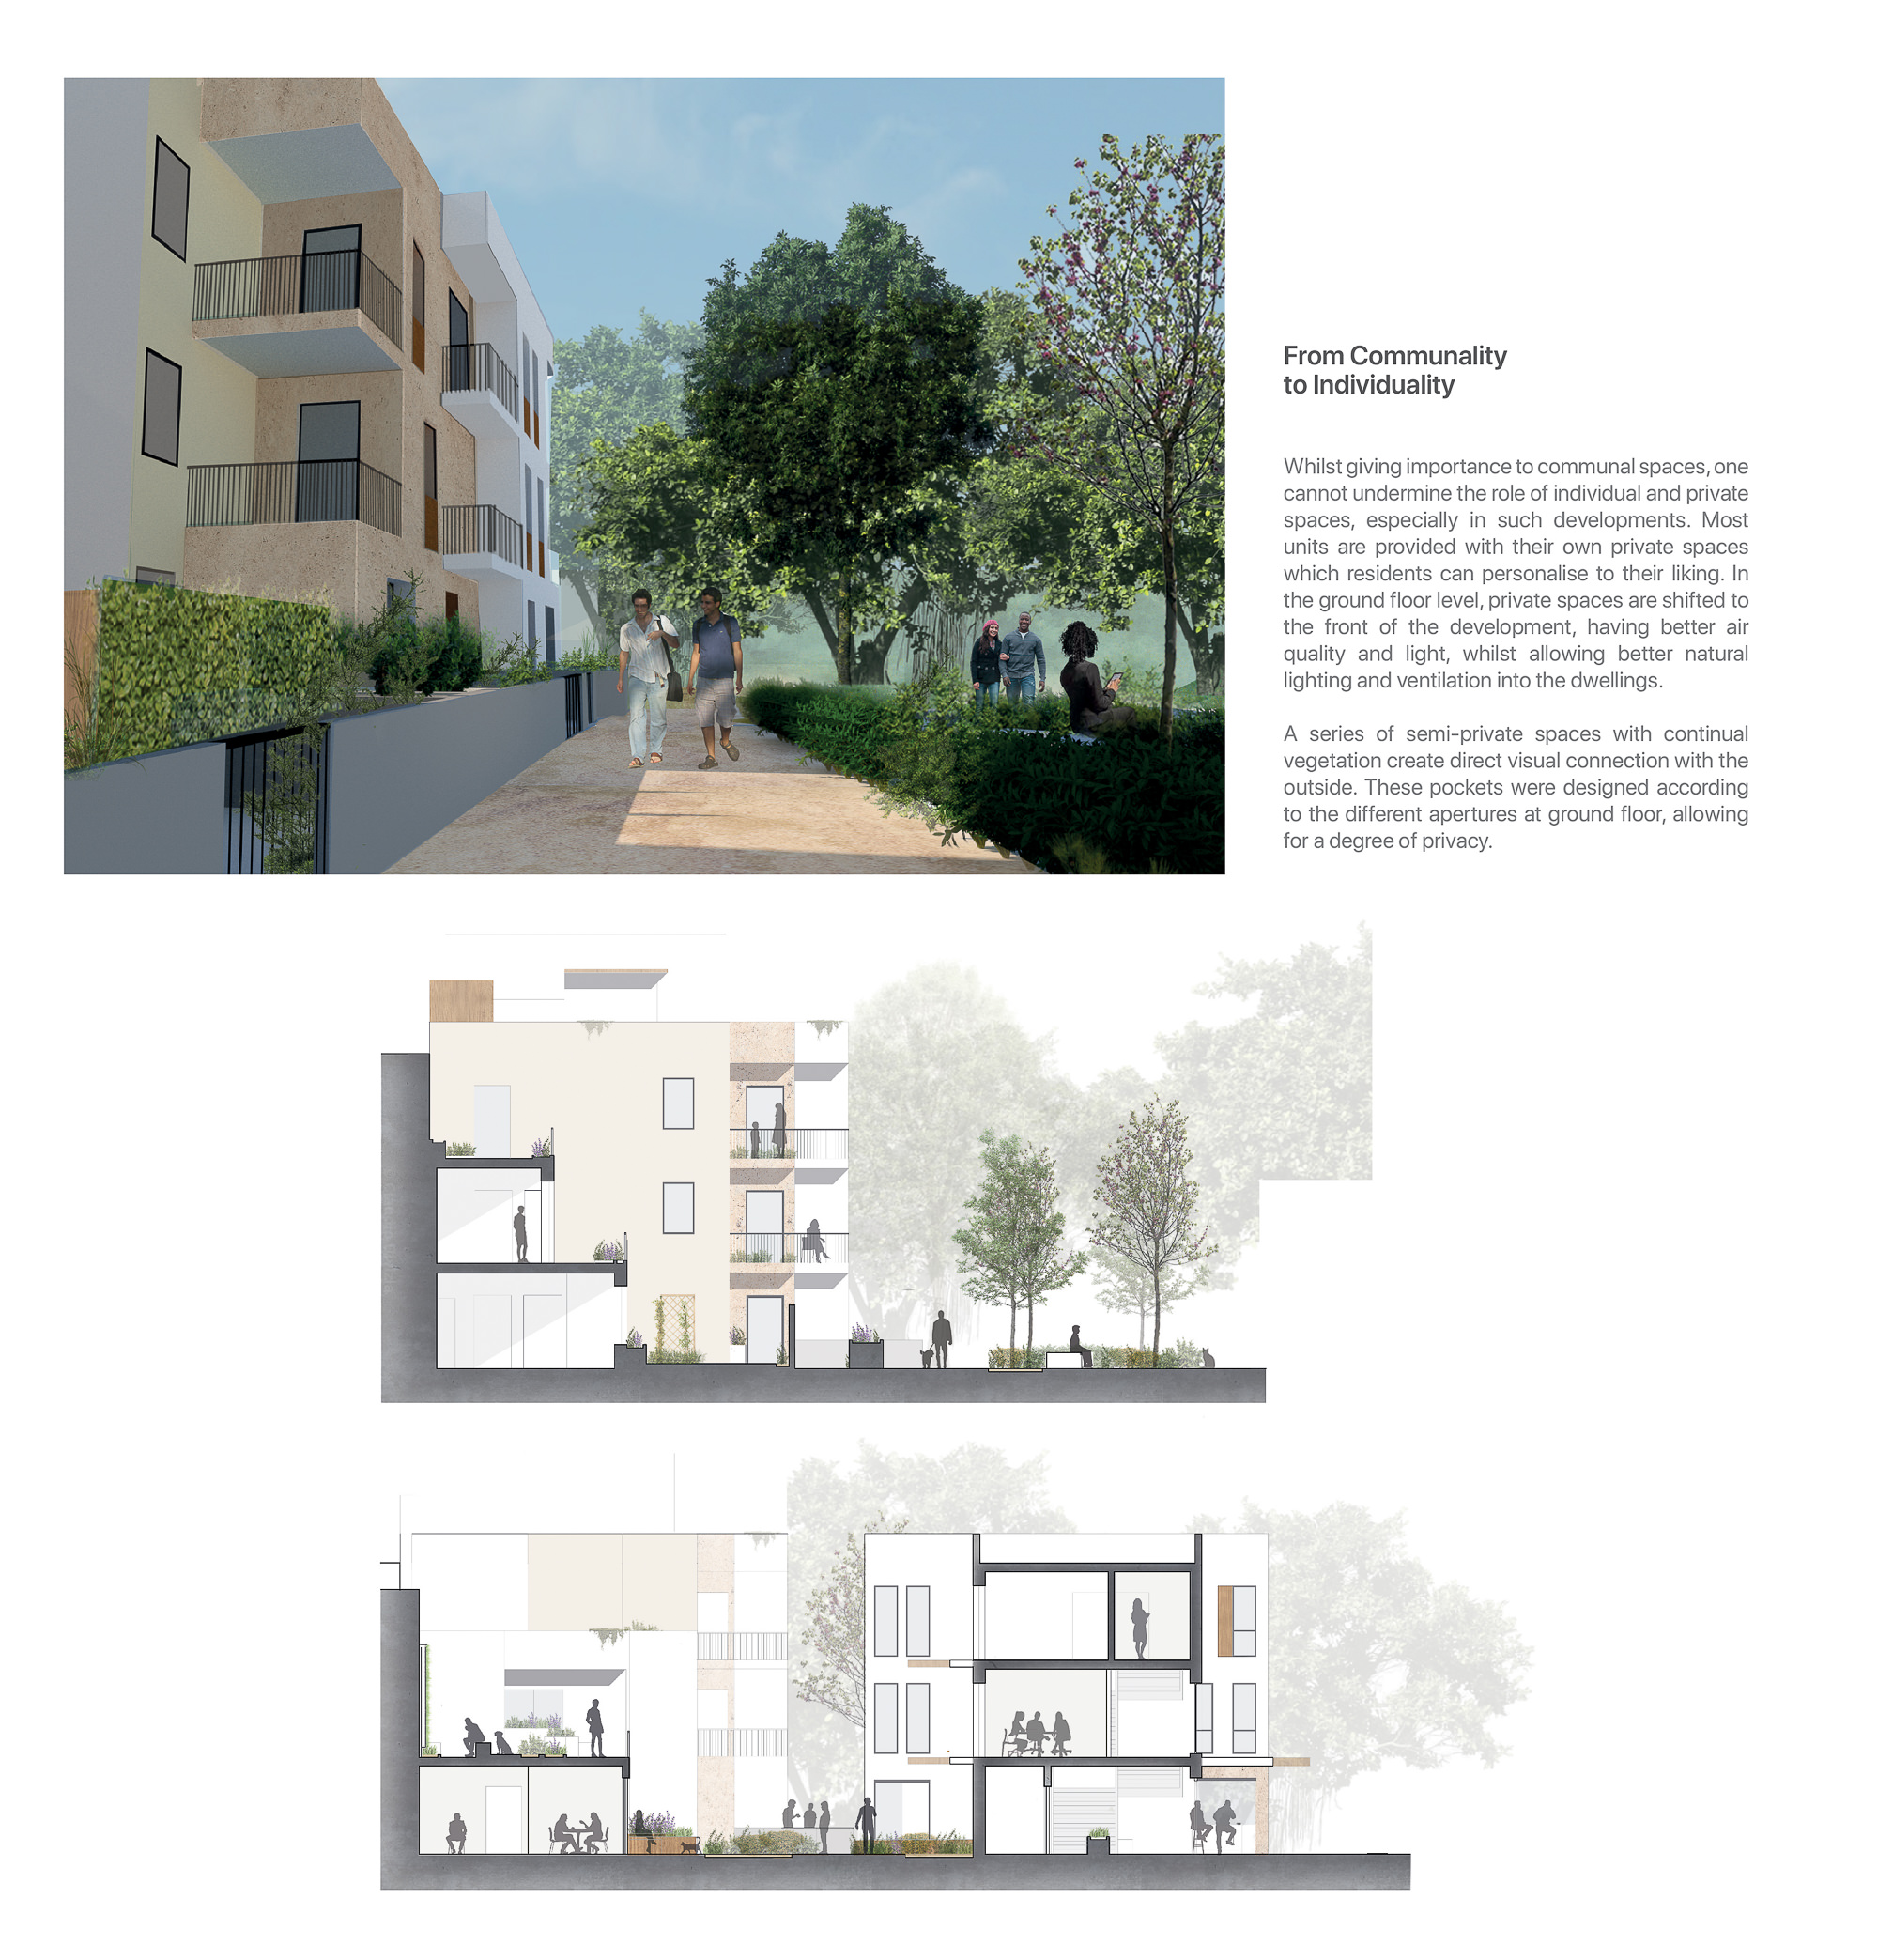 From Communality
to Individuality
Whilst giving importance to communal spaces, one
cannot undermine the role of individual and private
spaces, especially in such developments. Most
units are provided with their own private spaces
which residents can personalise to their liking. In
the ground floor level, private spaces are shifted to
the front of the development, having better air
quality and light, whilst allowing better natural
lighting and ventilation into the dwellings.
A series of semi-private spaces with continual
vegetation create direct visual connection with the
outside. These pockets were designed according
to the different apertures at ground floor, allowing
for a degree of privacy.